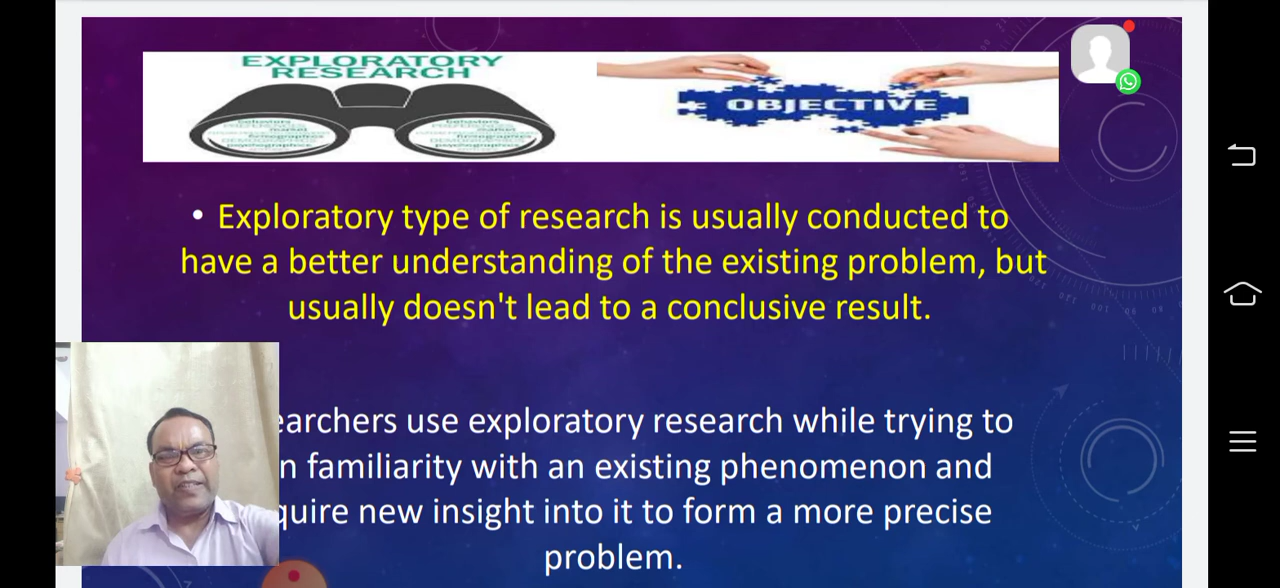 EXPLORATORY
RESEARCH
OBJECTIVE
• Exploratory type of research is usually conducted to
have a better understanding of the existing problem, but
usually doesn't lead to a conclusive result.
earchers use exploratory research while trying to
n familiarity with an existing phenomenon and
quire new insight into it to form a more precise
problem.